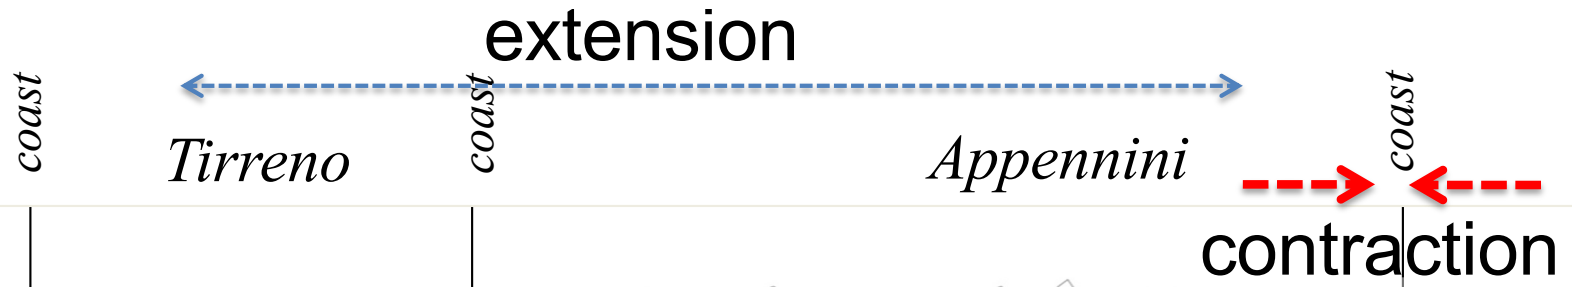 extension
coast
coast
coast
Tirreno
Appennini
contraction